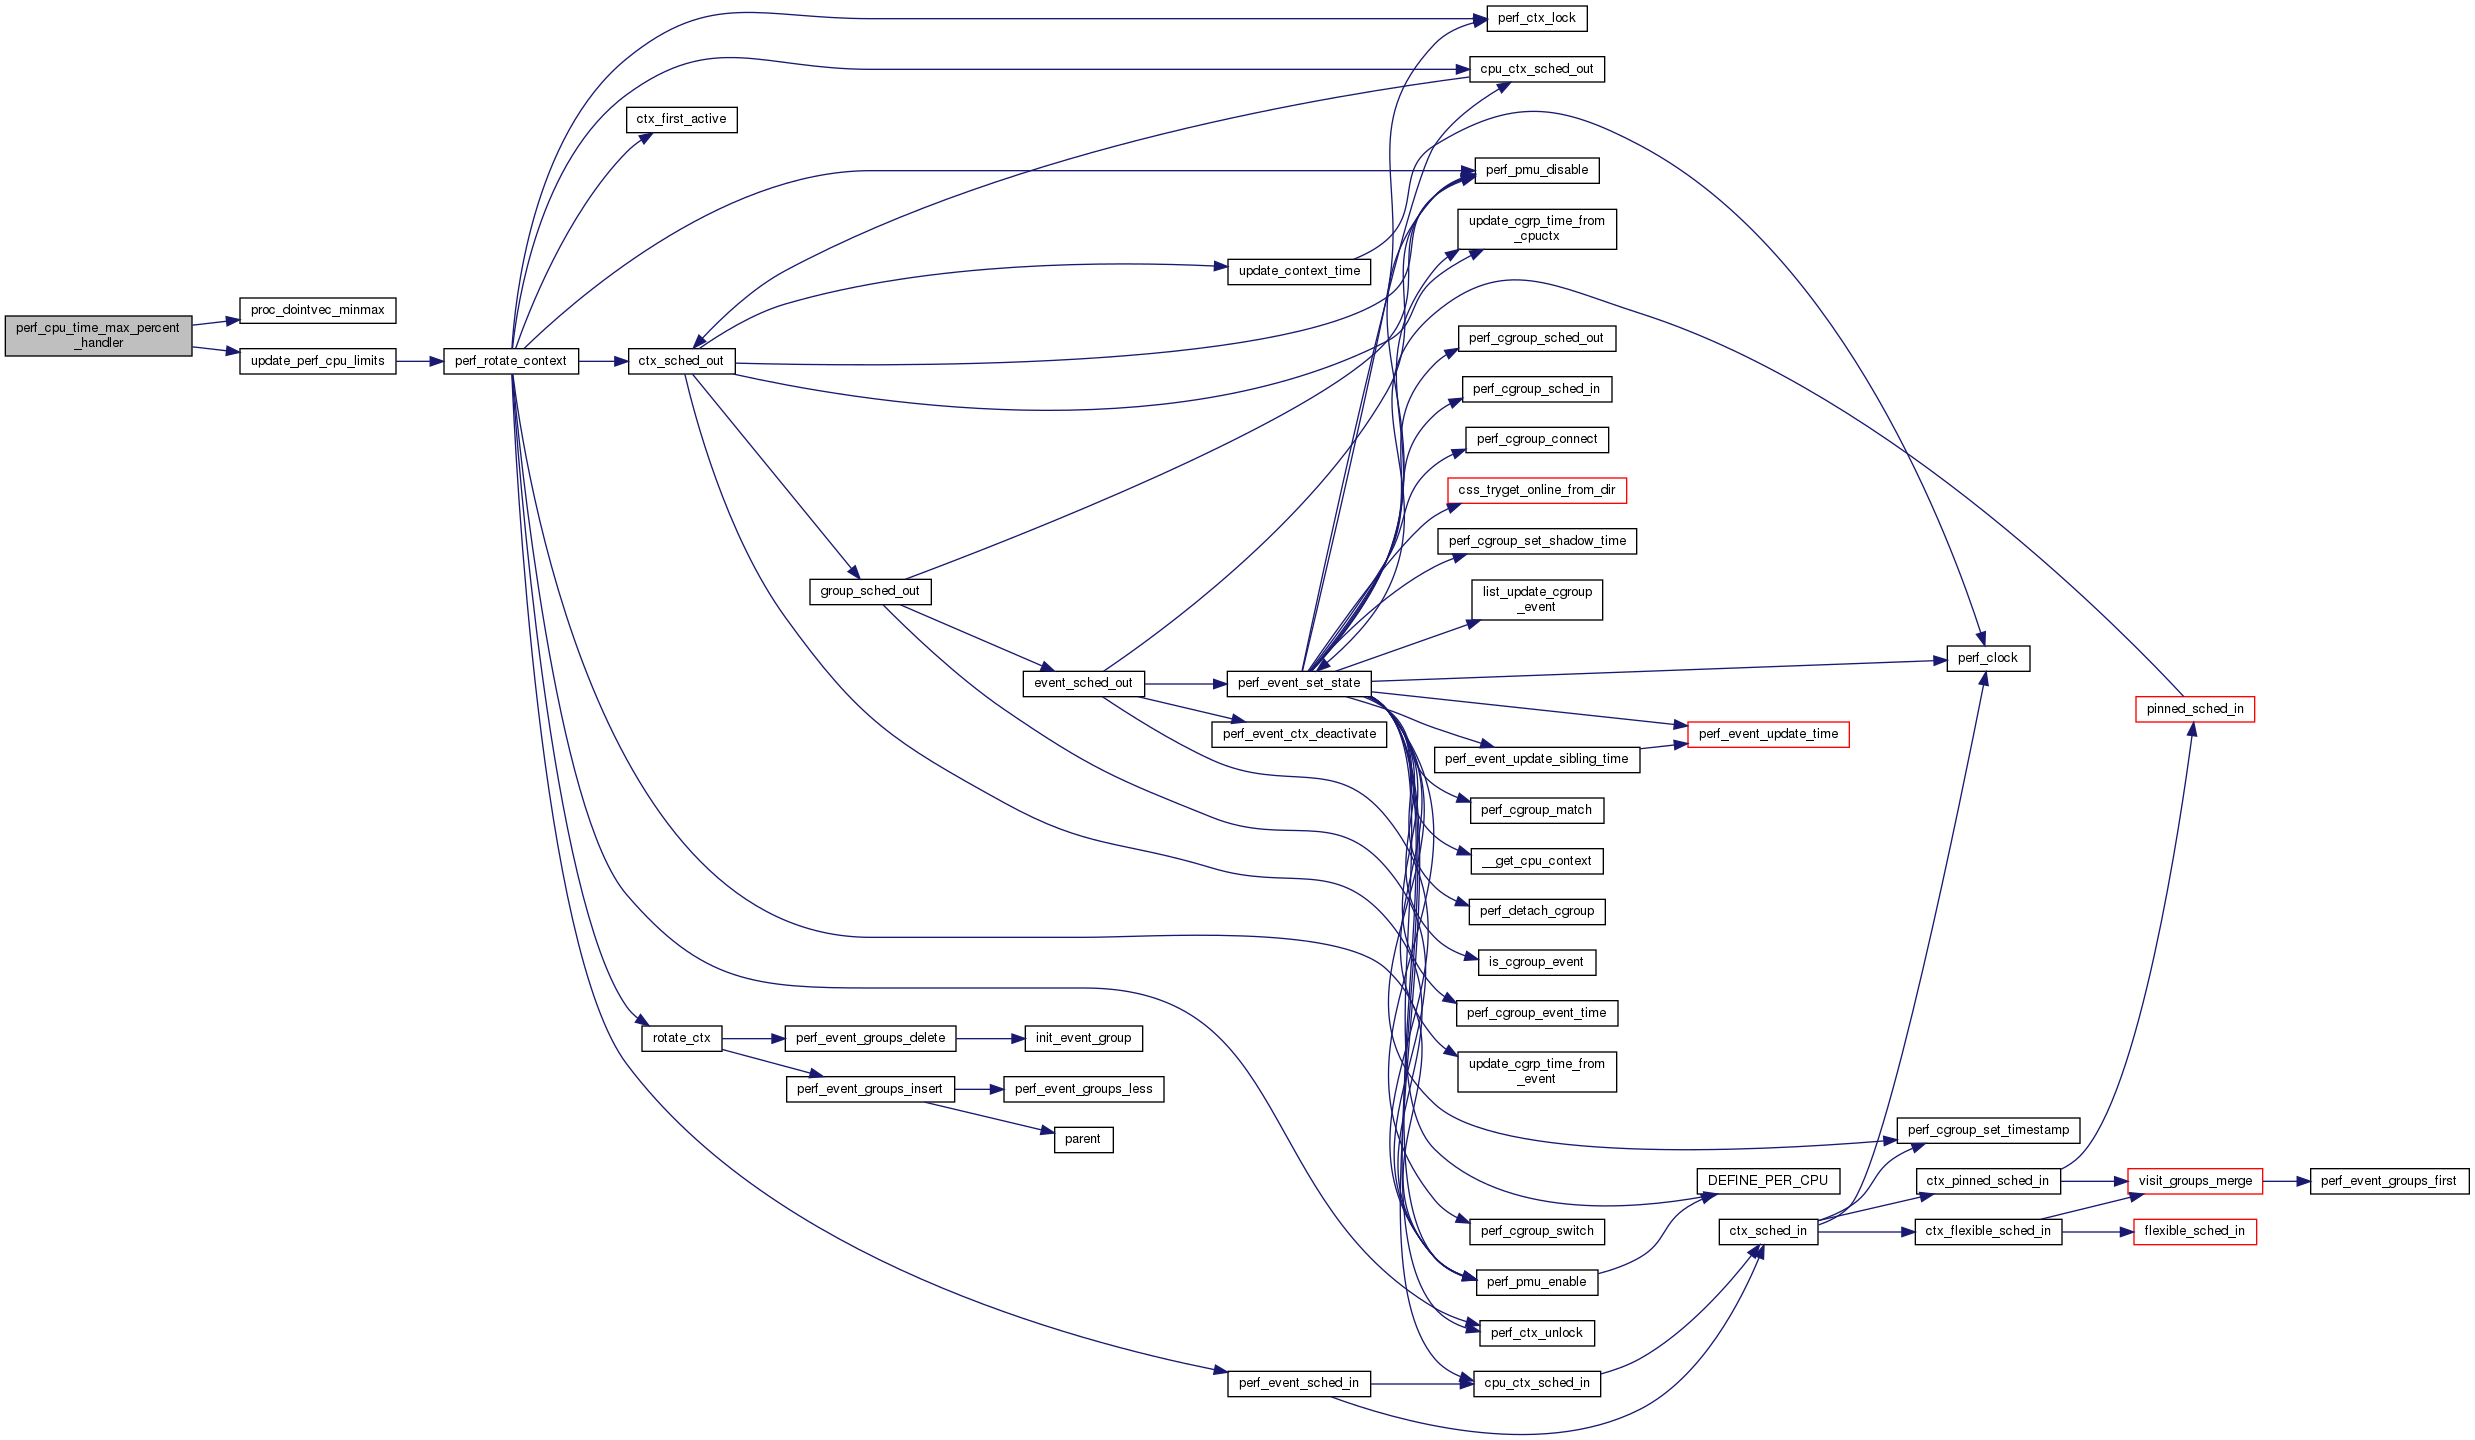 perf_cpu_time_max_percent
_handler
proc_dointvec_minmax
update_perf_cpu_limits
perf_rotate_context
ctx_first_active
ctx_sched_out
rotate_ctx
group_sched_out
perf_event_groups_delete
perf_event_groups_insert
event_sched_out
init_event_group
perf_event_groups_less
parent
update_context_time
perf_event_set_state
perf_event_ctx_deactivate
perf_event_sched_in
perf_ctx_lock
cpu_ctx_sched_out
perf_pmu_disable
update_cgrp_time_from
_cpuctx
perf_cgroup_sched_out
perf_cgroup_sched_in
perf_cgroup_connect
css_tryget_online_from_dir
perf_cgroup_set_shadow_time
list_update_cgroup
_event
perf_event_update_sibling_time
perf_cgroup_match
__get_cpu_context
perf_detach_cgroup
is_cgroup_event
perf_cgroup_event_time
update_cgrp_time_from
_event
perf_cgroup_switch
perf_pmu_enable
perf_ctx_unlock
cpu_ctx_sched_in
perf_event_update_time
DEFINE_PER_CPU
ctx_sched_in
perf_clock
perf_cgroup_set_timestamp
ctx_pinned_sched_in
ctx_flexible_sched_in
pinned_sched_in
visit_groups_merge
flexible_sched_in
perf_event_groups_first